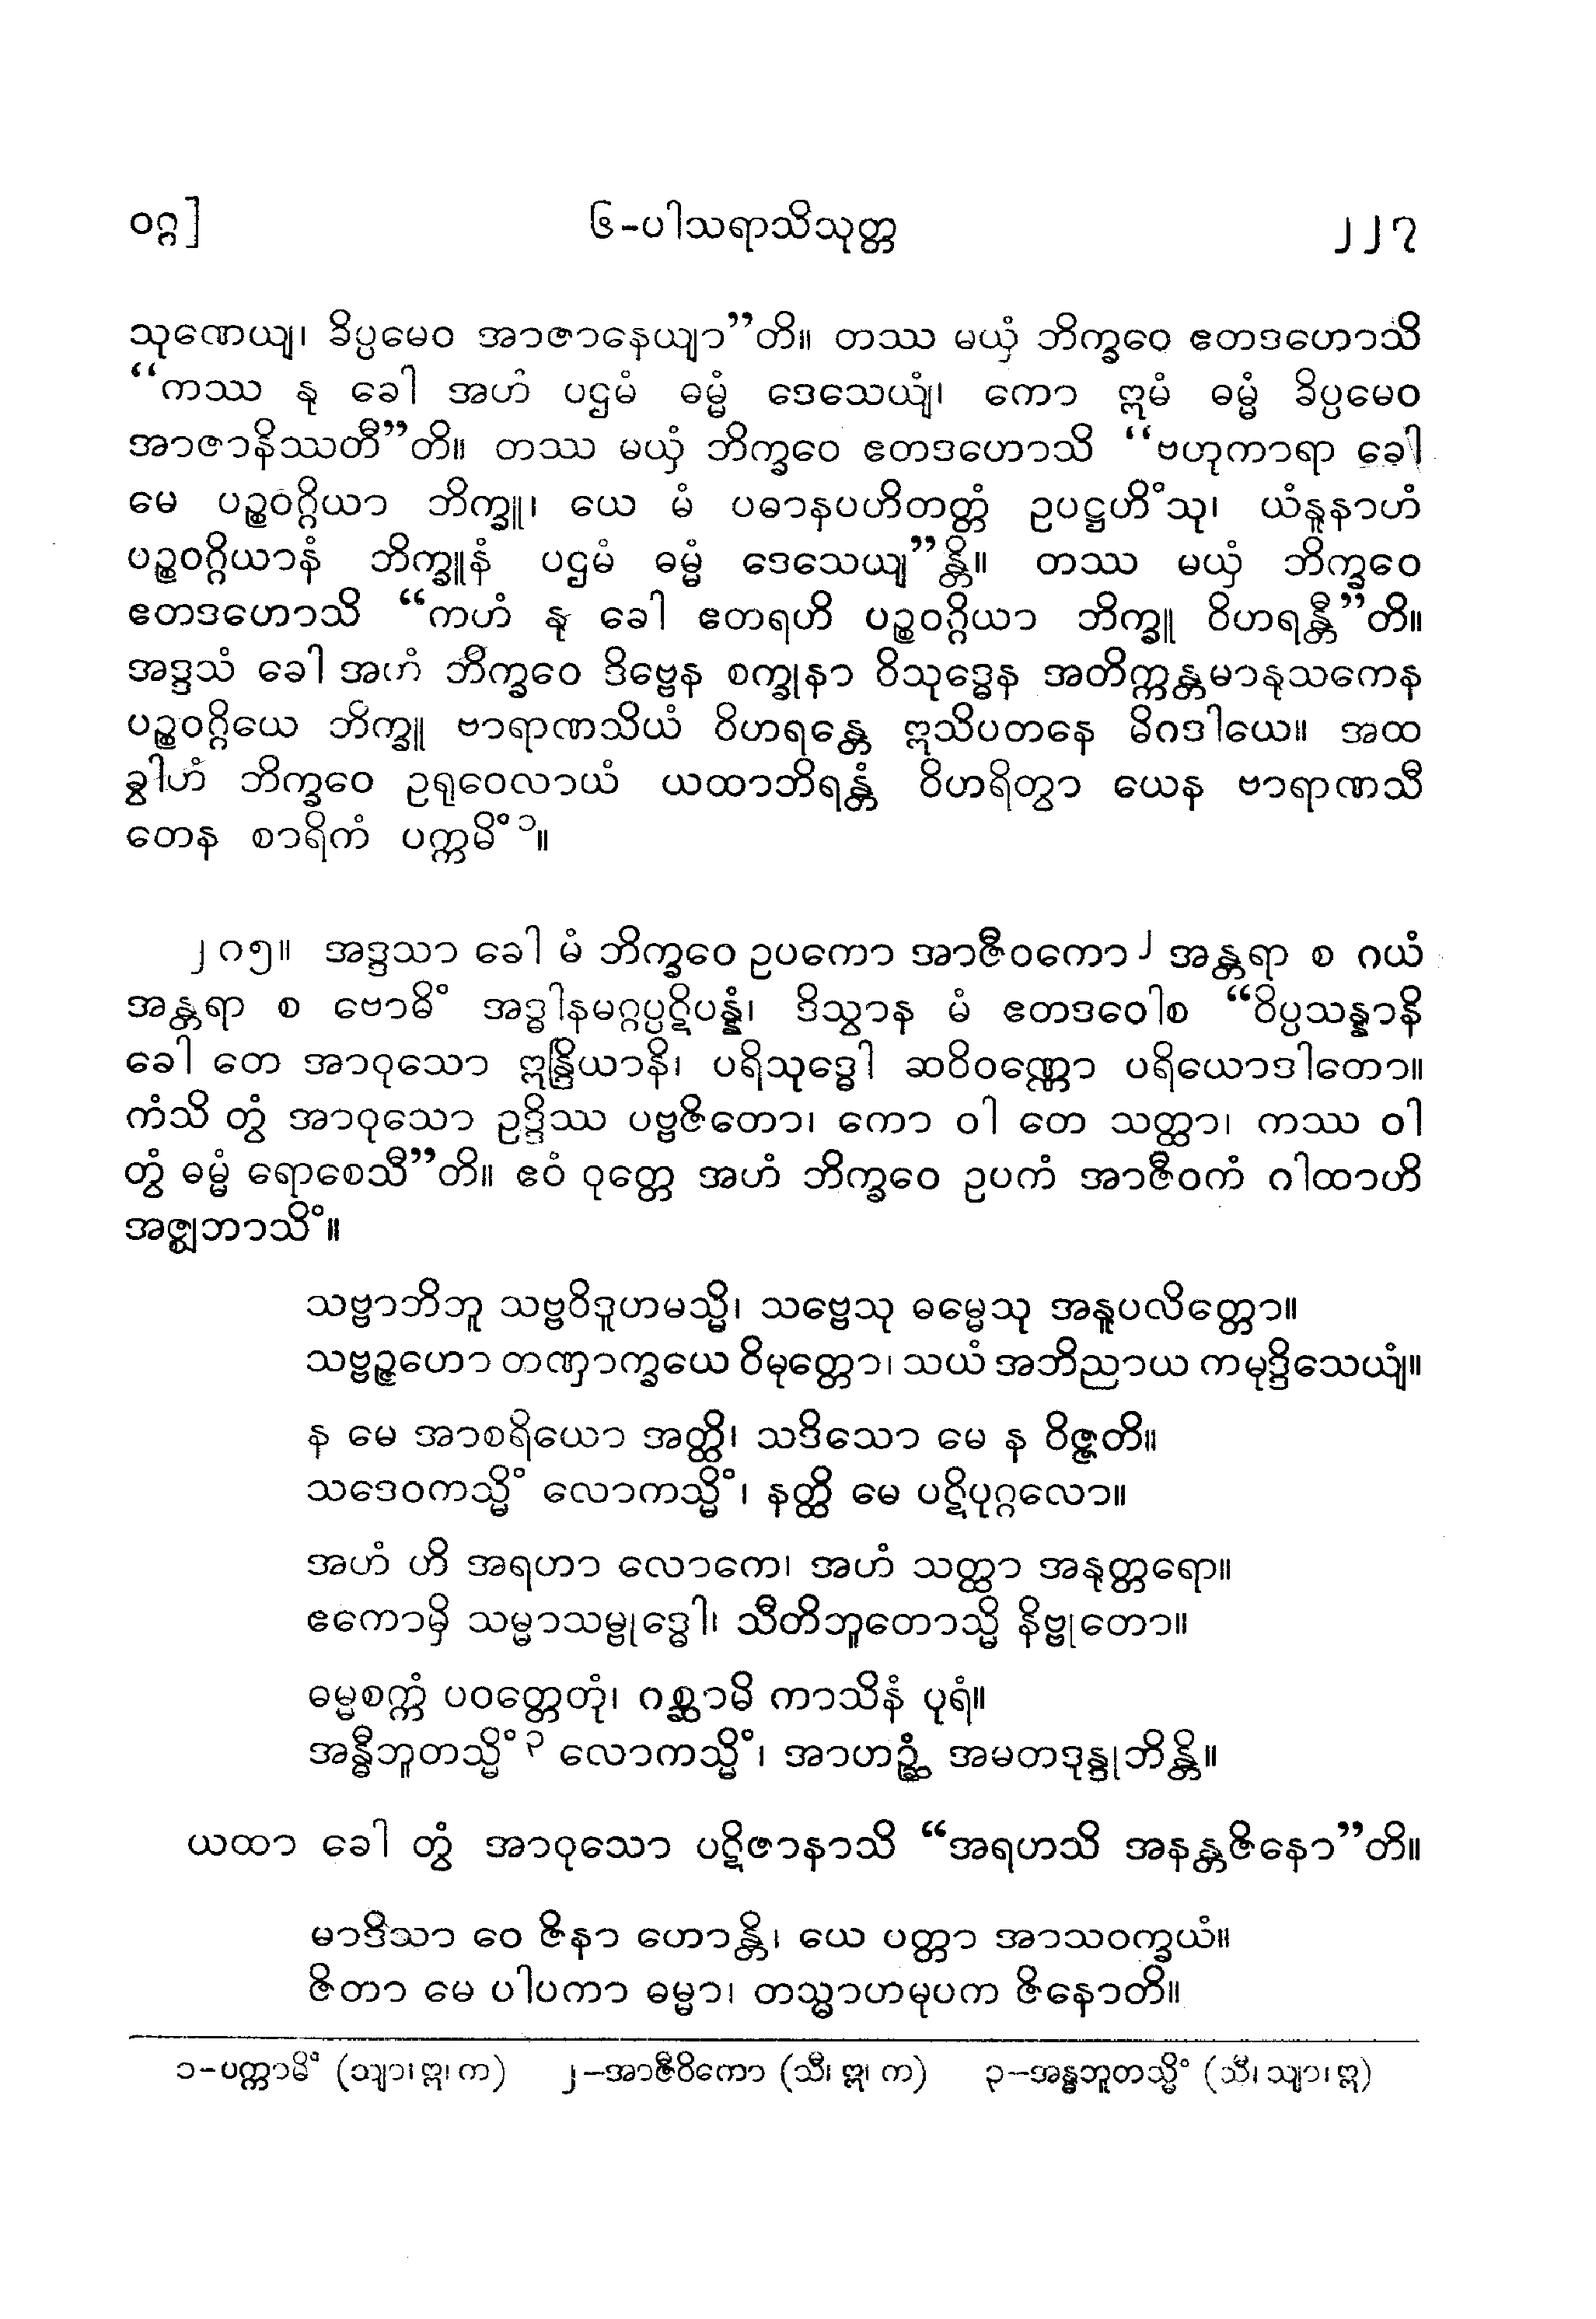 ဝဂ္ဂ] ၆-ပါသရာသိသုတ္တ ၂၂၇
သုဏေယျ၊ ခိပ္ပမေဝ အာဇာနေယျာ”တိ။ တဿ မယှံ ဘိက္ခဝေ ဧတဒဟောသိ
“ကဿ နု ခေါ အဟံ ပဌမံ ဓမ္မံ ဒေသေယျံ၊ ကော ဣမံ ဓမ္မံ ခိပ္ပမေဝ
အာဇာနိဿတီ”တိ။ တဿ မယှံ ဘိက္ခဝေ ဧတဒဟောသိ “ဗဟုကာရာ ခေါ
မေ ပဉ္စဝဂ္ဂိယာ ဘိက္ခူ၊ ယေ မံ ပဓာနပဟိတတ္တံ ဥပဋ္ဌဟိံသု၊ ယံနူနာဟံ
ပဉ္စဝဂ္ဂိယာနံ ဘိက္ခူနံ ပဌမံ ဓမ္မံ ဒေသေယျ”န္တိ။ တဿ မယှံ ဘိက္ခဝေ
ဧတဒဟောသိ “ကဟံ နု ခေါ ဧတရဟိ ပဉ္စဝဂ္ဂိယာ ဘိက္ခူ ဝိဟရန္တီ”တိ။
အဒ္ဒသံ ခေါ အဟံ ဘိက္ခဝေ ဒိဗ္ဗေန စက္ခုနာ ဝိသုဒ္ဓေန အတိက္ကန္တမာနုသကေန
ပဉ္စဝဂ္ဂိယေ ဘိက္ခူ ဗာရာဏသိယံ ဝိဟရန္တေ ဣသိပတနေ မိဂဒါယေ။ အထ
ခွါဟံ ဘိက္ခဝေ ဥရုဝေလာယံ ယထာဘိရန္တံ ဝိဟရိတွာ ယေန ဗာရာဏသီ
တေန စာရိကံ ပက္ကမိံ၁။
၂၈၅။ အဒ္ဒသာ ခေါ မံ ဘိက္ခဝေ ဥပကော အာဇီဝကော၂ အန္တရာ စ ဂယံ
အန္တရာ စ ဗောဓိံ အဒ္ဓါနမဂ္ဂပ္ပဋိပန္နံ၊ ဒိသွာန မံ ဧတဒဝေါစ “ဝိပ္ပသန္နာနိ
ခေါ တေ အာဝုသော ဣန္ဒြိယာနိ၊ ပရိသုဒ္ဓေါ ဆဝိဝဏ္ဏော ပရိယောဒါတော။
ကံသိ တွံ အာဝုသော ဥဒ္ဒိဿ ပဗ္ဗဇိတော၊ ကော ဝါ တေ သတ္ထာ၊ ကဿ ဝါ
တွံ ဓမ္မံ ရောစေသီ”တိ။ ဧဝံ ဝုတ္တေ အဟံ ဘိက္ခဝေ ဥပကံ အာဇီဝကံ ဂါထာဟိ
အဇ္ဈဘာသိံ။
သဗ္ဗာဘိဘူ သဗ္ဗဝိဒူဟမသ္မိ၊ သဗ္ဗေသု ဓမ္မေသု အနူပလိတ္တော။
သဗ္ဗဉ္ဇဟော တဏှာက္ခယေ ဝိမုတ္တော၊ သယံ အဘိညာယ ကမုဒ္ဒိသေယျံ။
န မေ အာစရိယော အတ္ထိ၊ သဒိသော မေ န ဝိဇ္ဇတိ။
သဒေဝကသ္မိံ လောကသ္မိံ၊ နတ္ထိ မေ ပဋိပုဂ္ဂလော။
အဟံ ဟိ အရဟာ လောကေ၊ အဟံ သတ္ထာ အနုတ္တရော။
ဧကောမှိ သမ္မာသမ္ဗုဒ္ဓေါ၊ သီတိဘူတောသ္မိ နိဗ္ဗုတော။
ဓမ္မစက္ကံ ပဝတ္တေတုံ၊ ဂစ္ဆာမိ ကာသိနံ ပုရံ။
အန္ဓီဘူတသ္မိံ၃ လောကသ္မိံ၊ အာဟဉ္ဆံ အမတဒုန္ဒုဘိန္တိ။
ယထာ ခေါ တွံ အာဝုသော ပဋိဇာနာသိ “အရဟသိ အနန္တဇိနော”တိ။
မာဒိသာ ဝေ ဇိနာ ဟောန္တိ၊ ယေ ပတ္တာ အာသဝက္ခယံ။
ဇိတာ မေ ပါပကာ ဓမ္မာ၊ တသ္မာဟမုပက ဇိနောတိ။
၁-ပက္ကာမိံ (သျာ၊ ဣ၊ က) ၂-အာဇီဝိကော (သီ၊ ဣ၊ က) ၃-အန္ဓဘူတသ္မိံ (သီ၊ သျာ၊ ဣ)